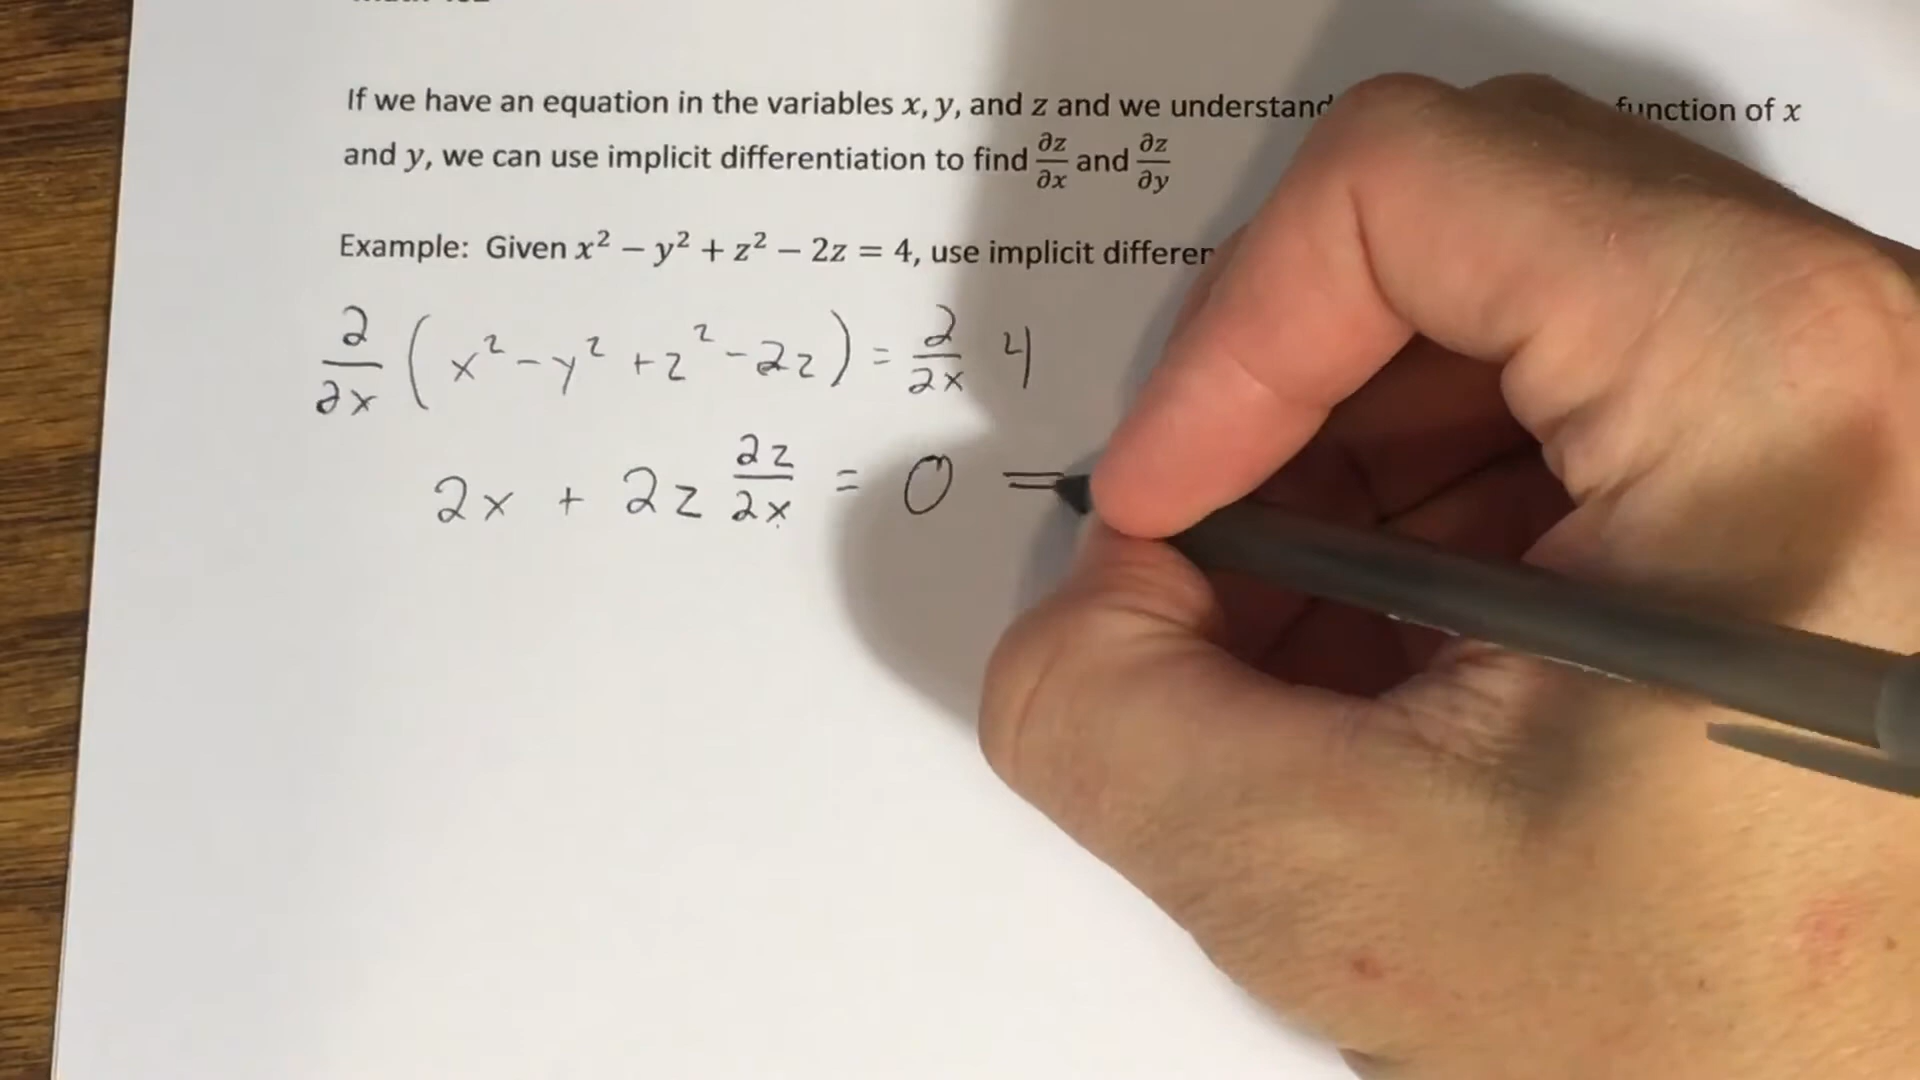 If we have an equation in the variables x, y, and z and we understand function of x
and y, we can use implicit differentiation to find ∂z/∂x and ∂z/∂y
Example: Given x² − y² + z² − 2z = 4, use implicit differen
∂/∂x (x² − y² + z² − 2z) = ∂/∂x 4
2x + 2z ∂z/∂x = 0 =